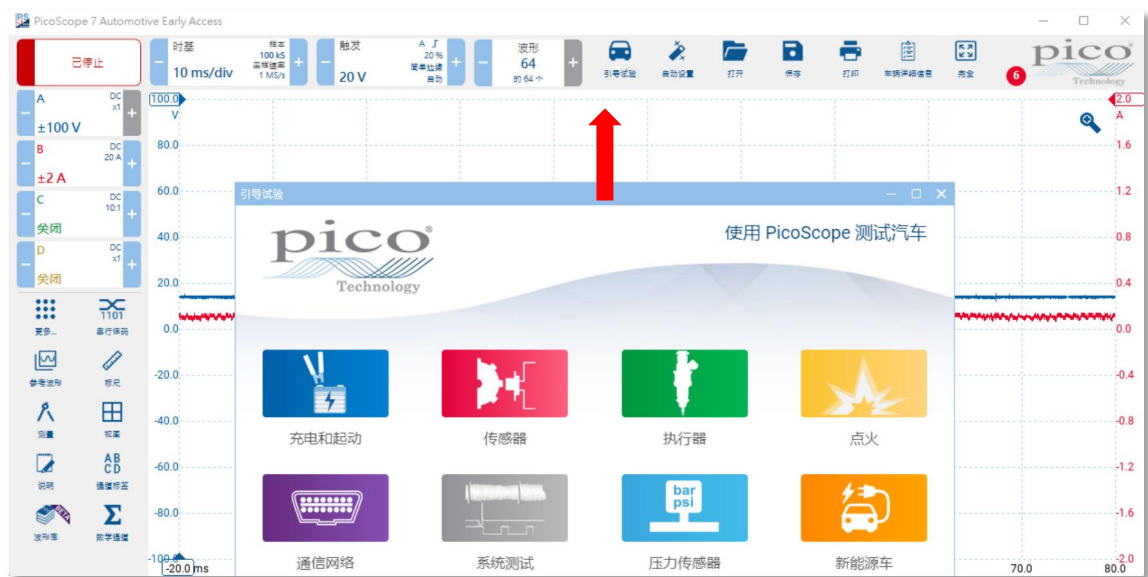 PicoScope 7 Automotive Early Access
已停止
时基
10 ms/div
样本
100 kS
采样速率
1 MS/s
触发
20 V
A
20 %
简单边缘
自动
波形
64
的 64 个
引导试验
自动设置
打开
保存
打印
车辆详细信息
完全
6
pico
Technology
A
DC
x1
±100 V
B
DC
20 A
±2 A
C
DC
10:1
关闭
D
DC
x1
关闭
更多...
1101
串行译码
参考波形
标尺
测量
视窗
说明
AB
CD
通道标签
BETA
波形库
Σ
数学通道
100.0
V
80.0
60.0
40.0
20.0
0.0
-20.0
-40.0
-60.0
-80.0
-100.0
-20.0 ms
70.0
80.0
2.0
A
1.6
1.2
0.8
0.4
0.0
-0.4
-0.8
-1.2
-1.6
-2.0
引导试验
pico®
Technology
使用 PicoScope 测试汽车
充电和起动
传感器
执行器
点火
bar
psi
通信网络
系统测试
压力传感器
新能源车